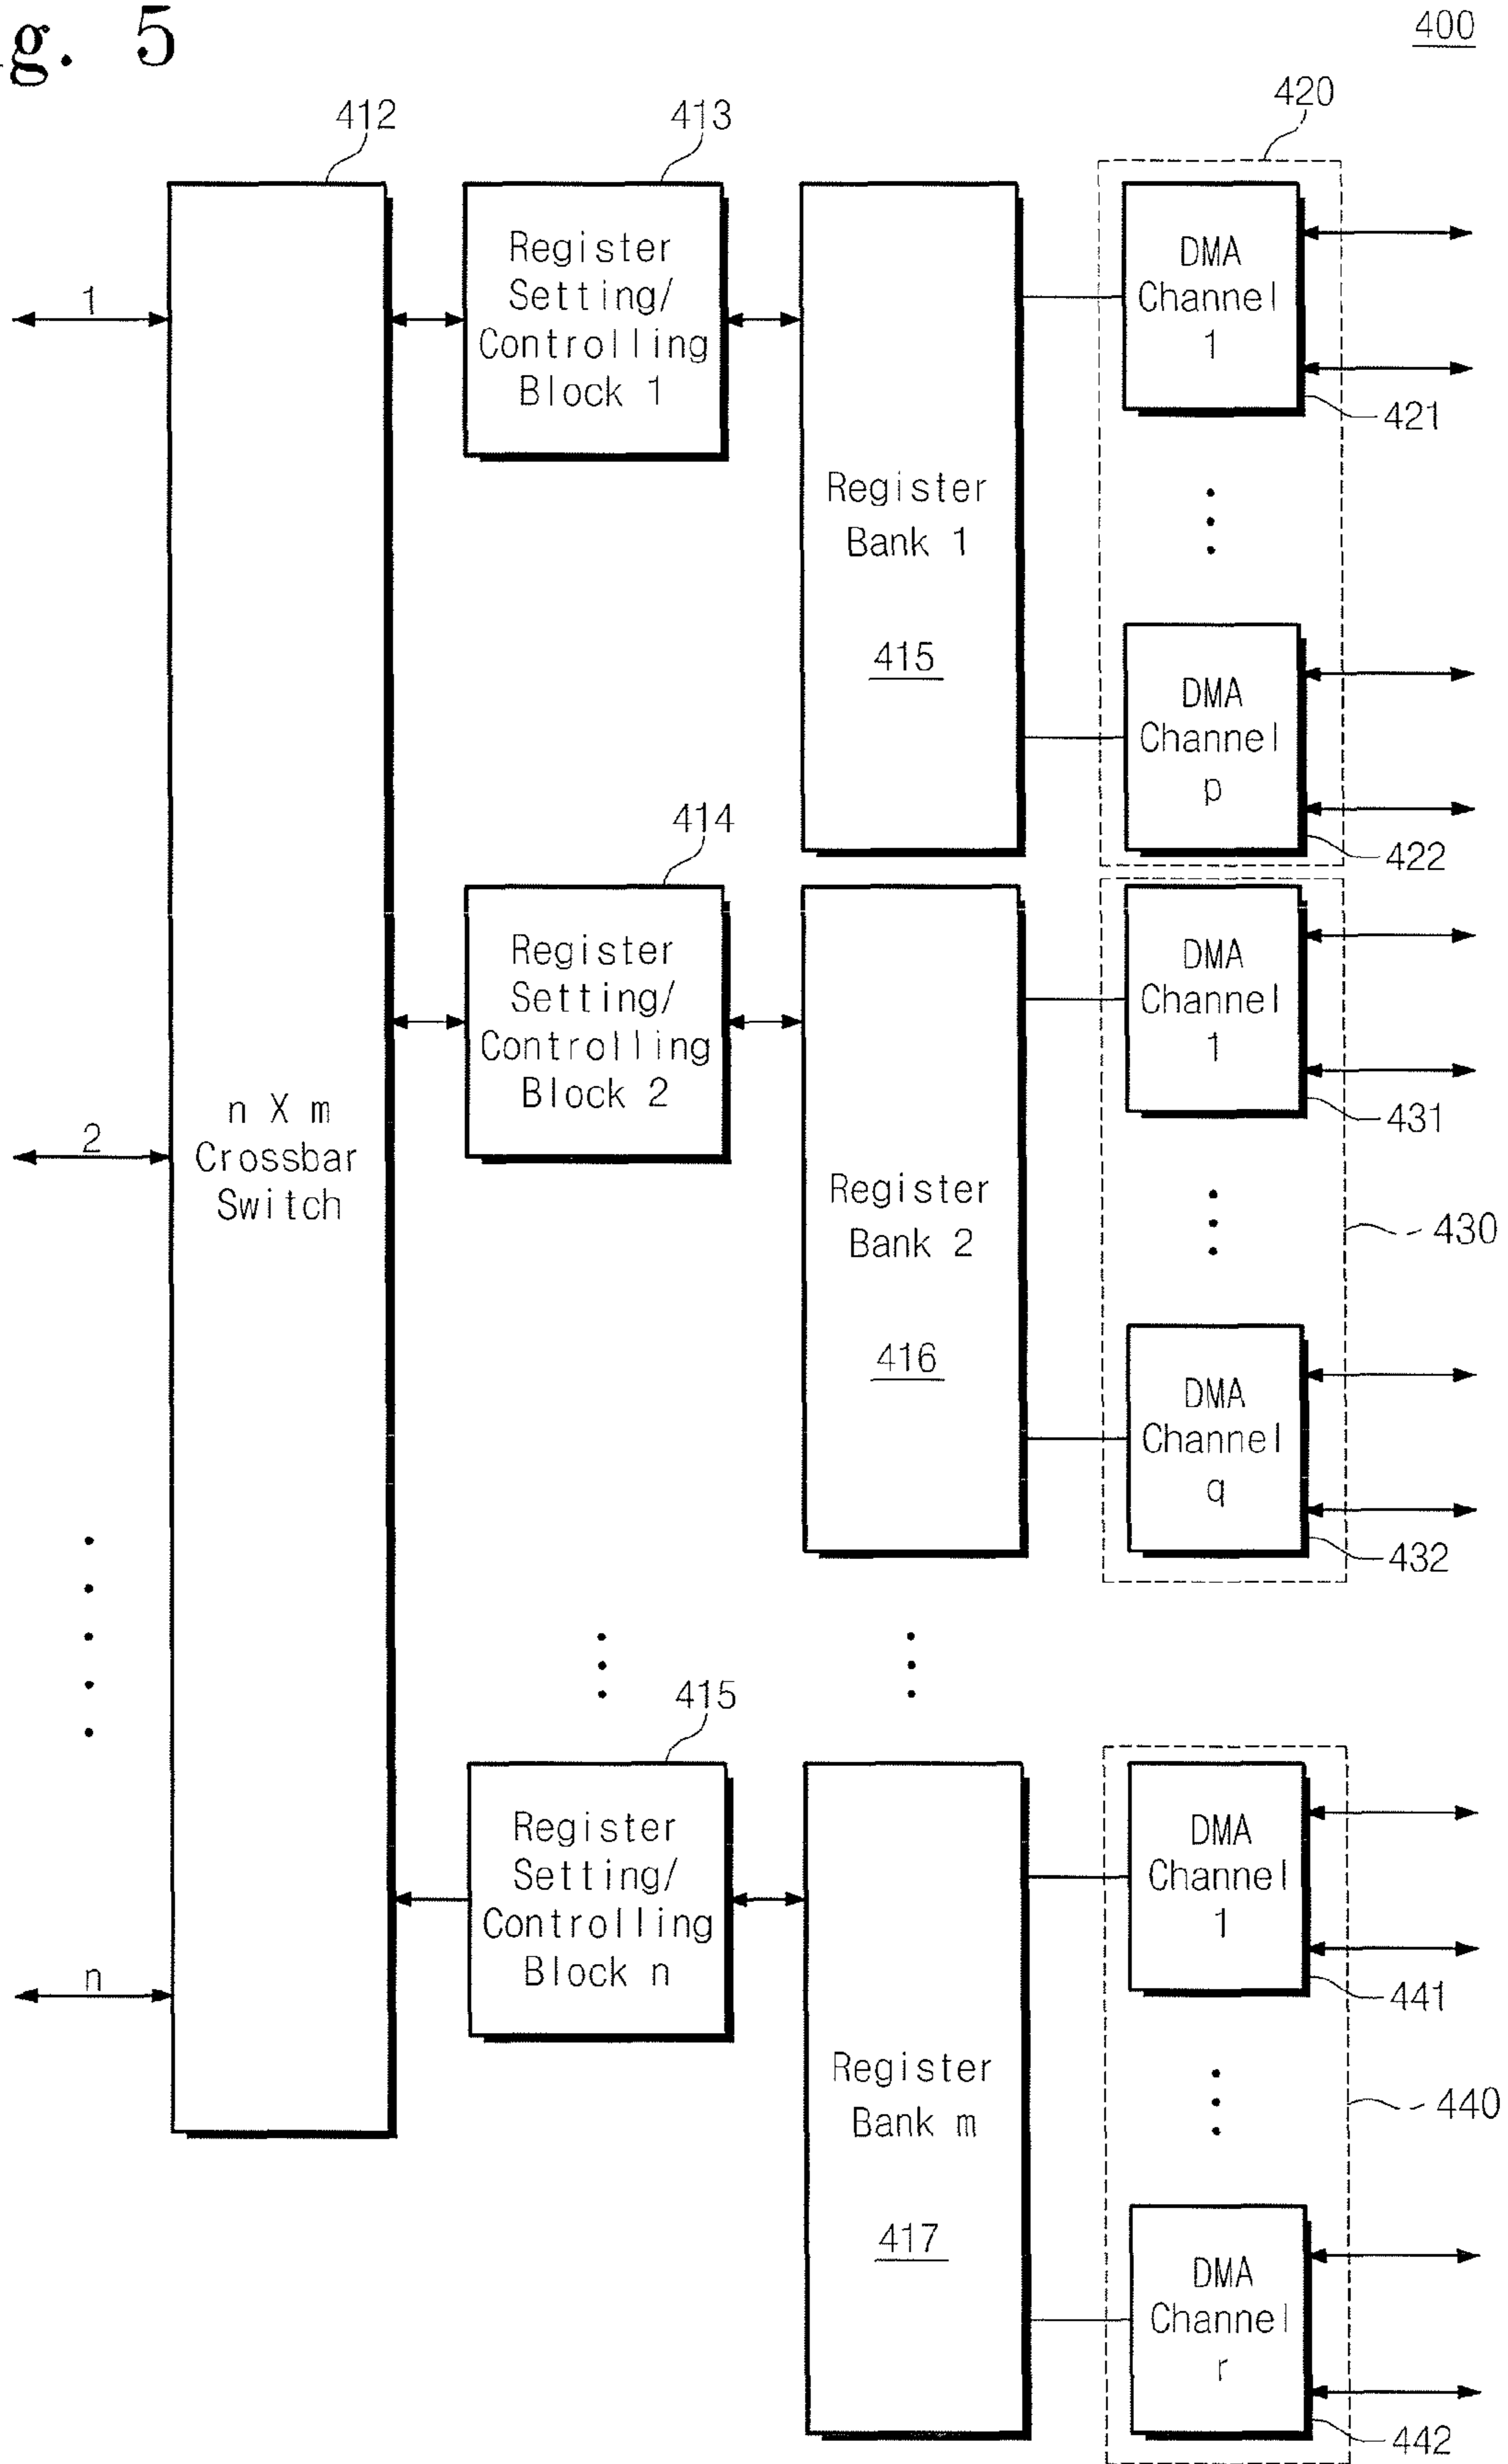 g. 5
400
412
413
420
1
Register
Setting/
Controlling
Block 1
Register
Bank 1
415
DMA
Channel
1
421
DMA
Channel
p
422
414
2
n X m
Crossbar
Switch
Register
Setting/
Controlling
Block 2
Register
Bank 2
416
DMA
Channel
1
431
430
DMA
Channel
q
432
415
n
Register
Setting/
Controlling
Block n
Register
Bank m
417
DMA
Channel
1
441
440
DMA
Channel
r
442